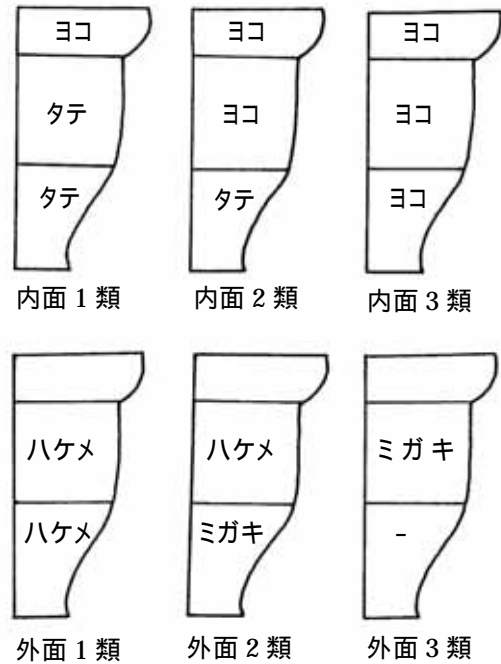 ヨコ ヨコ ヨコ
タテ ヨコ ヨコ
タテ タテ ヨコ
内面 1 類 内面 2 類 内面 3 類
ハケメ ハケメ ミガキ
ハケメ ミガキ -
外面 1 類 外面 2 類 外面 3 類